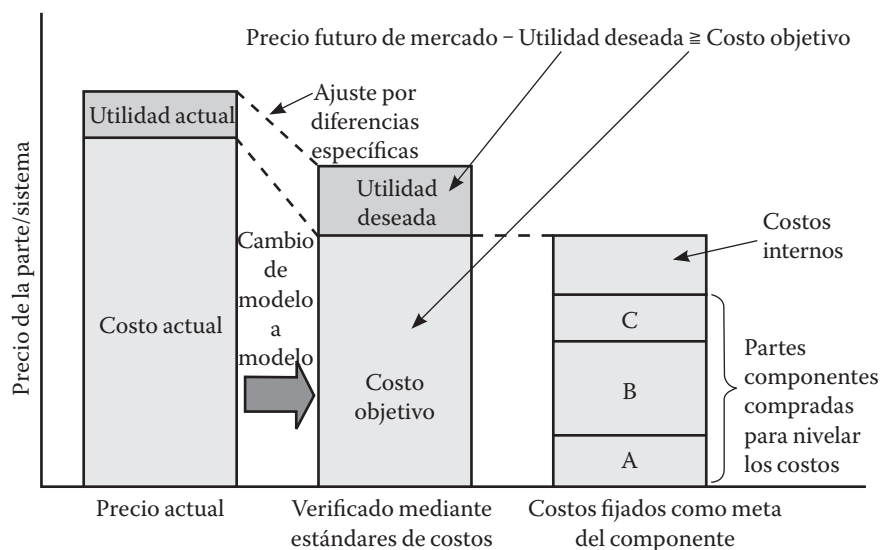 Precio futuro de mercado – Utilidad deseada ≧ Costo objetivo
Precio de la parte/sistema
Utilidad actual
Costo actual
Ajuste por
diferencias
específicas
Cambio
de
modelo
a
modelo
Utilidad
deseada
Costo
objetivo
Costos
internos
C
B
A
Partes
componentes
compradas
para nivelar
los costos
Precio actual
Verificado mediante
estándares de costos
Costos fijados como meta
del componente